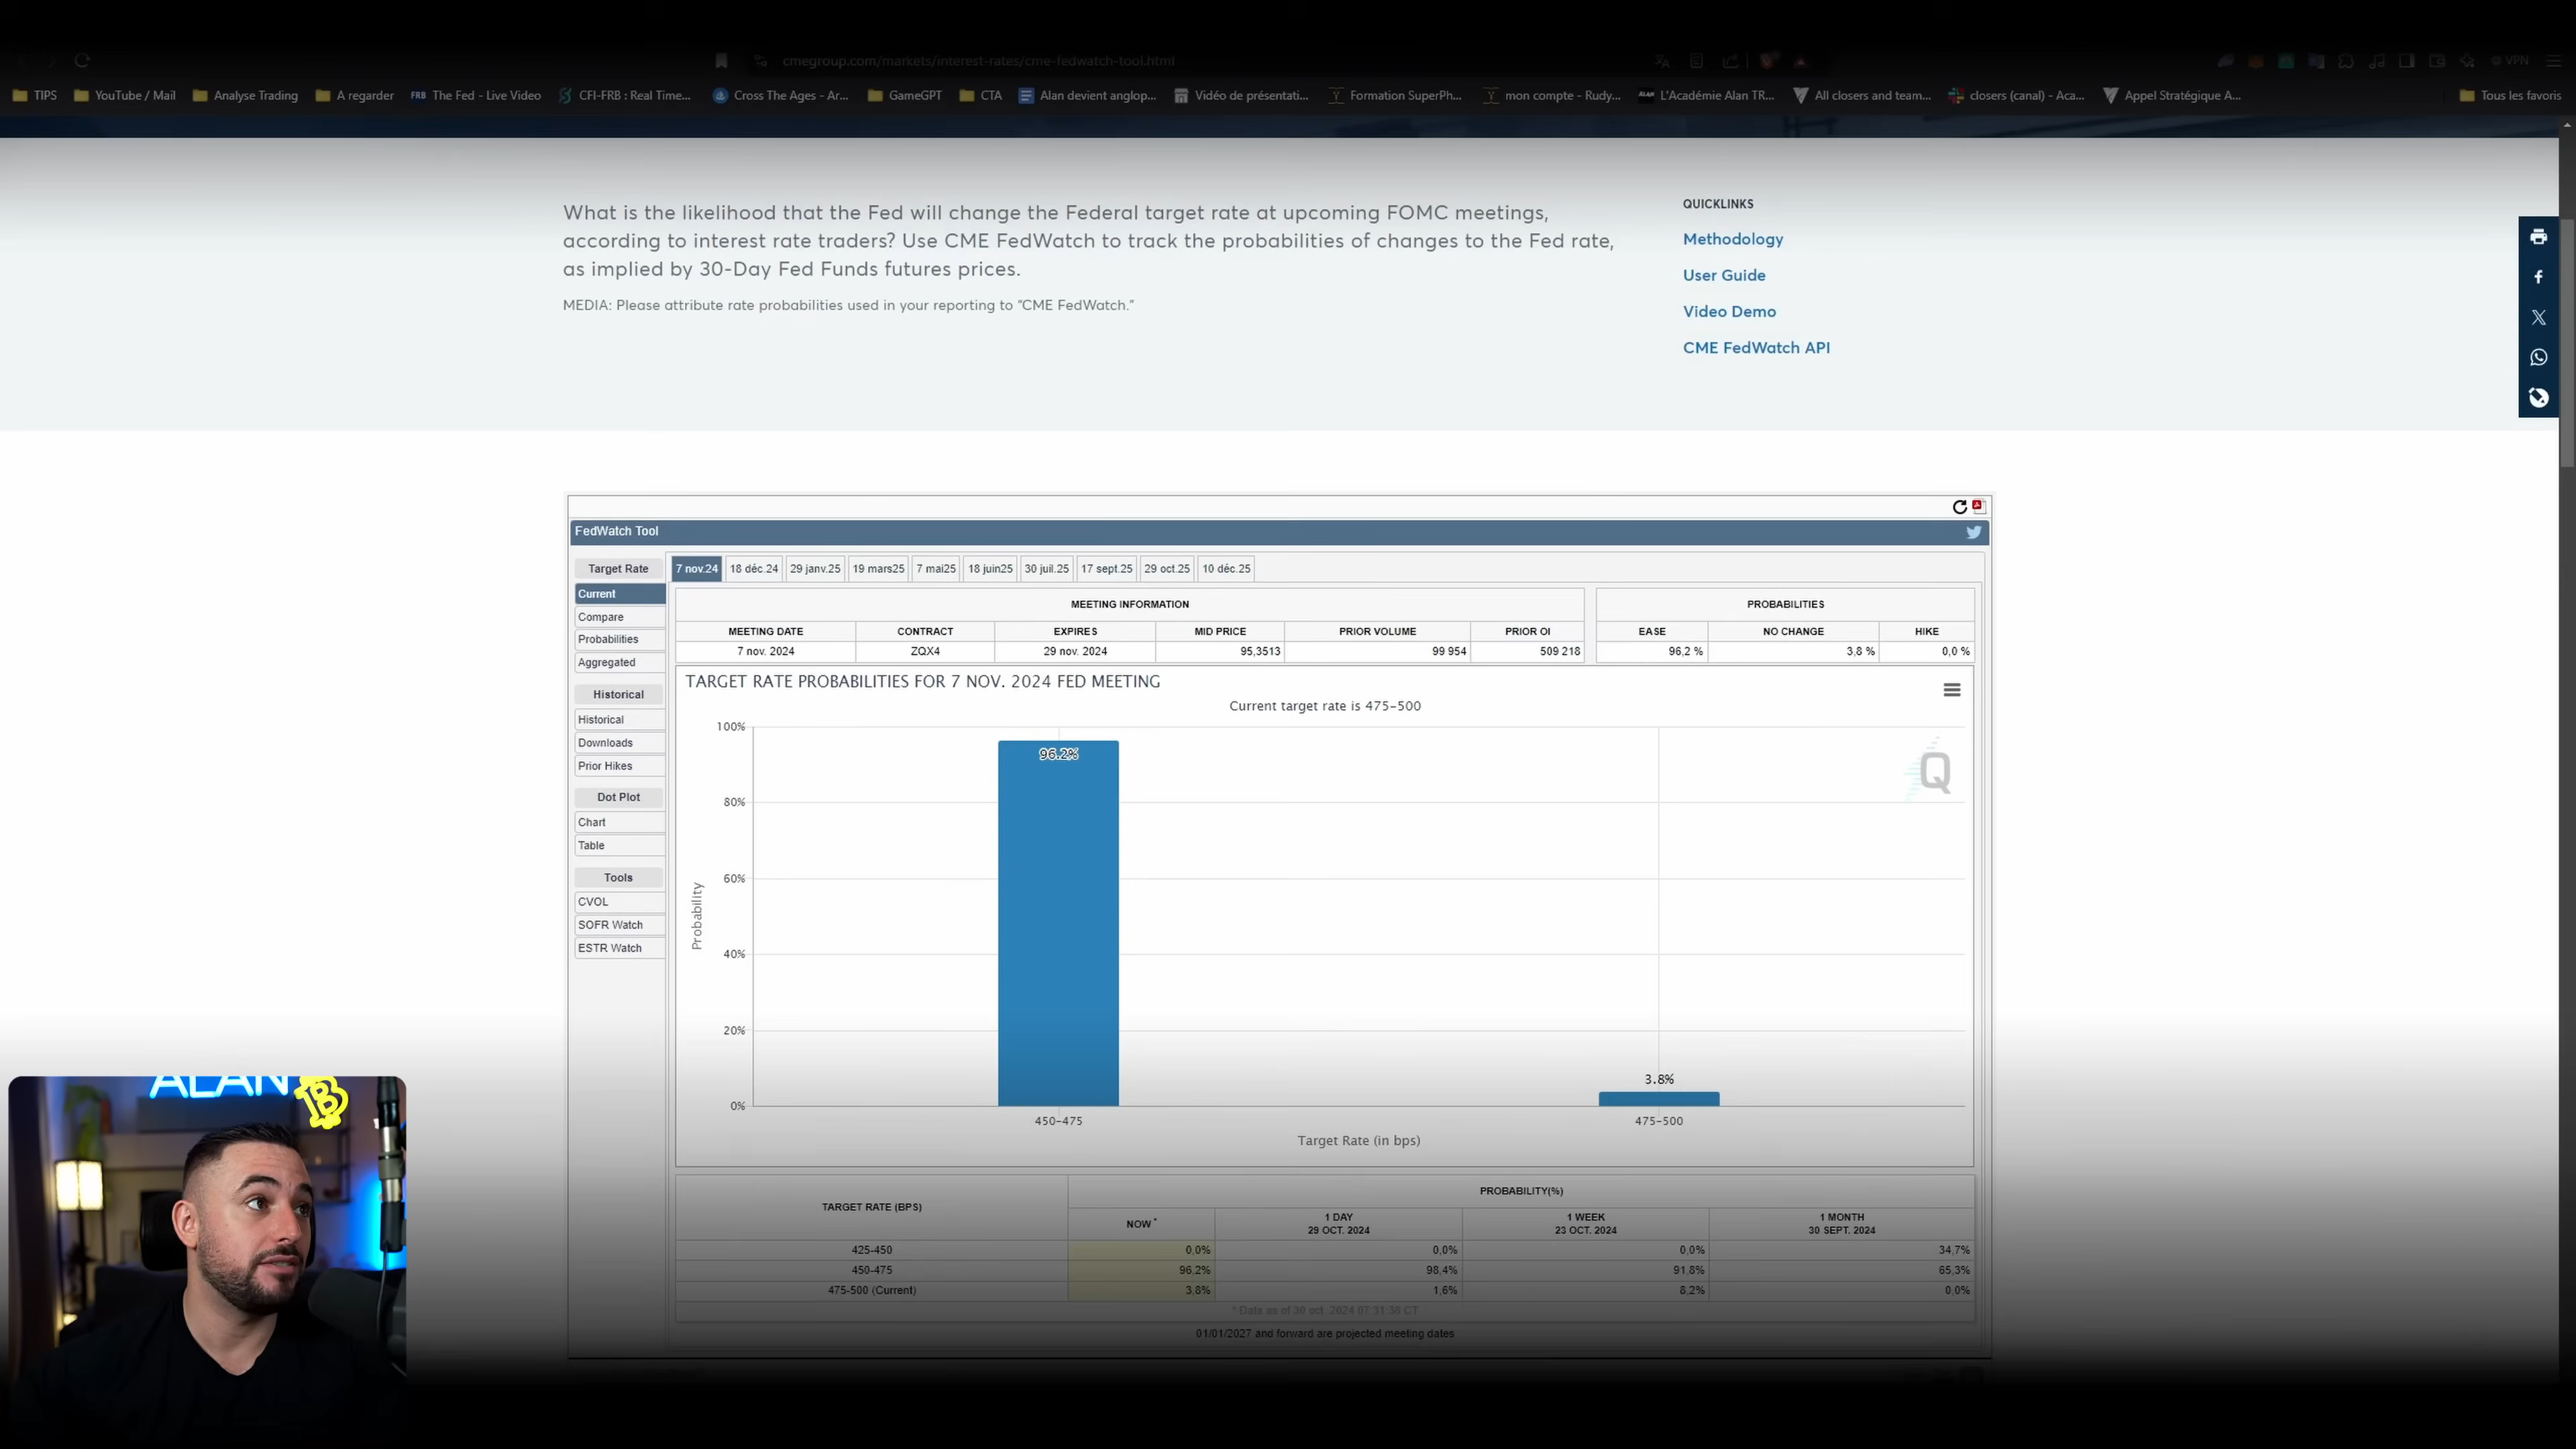 cmegroup.com/markets/interest-rates/cme-fedwatch-tool.html
VPN
TIPS YouTube / Mail Analyse Trading A regarder FRB The Fed - Live Video CFI-FRB : Real Time... Cross The Ages - Ar... GameGPT CTA Alan devient anglop... Vidéo de présentati... Formation SuperPh... mon compte - Rudy... L'Académie Alan TR... All closers and team... closers (canal) - Aca... Appel Stratégique A... Tous les favoris
What is the likelihood that the Fed will change the Federal target rate at upcoming FOMC meetings,
according to interest rate traders? Use CME FedWatch to track the probabilities of changes to the Fed rate,
as implied by 30-Day Fed Funds futures prices.
MEDIA: Please attribute rate probabilities used in your reporting to "CME FedWatch."
QUICKLINKS
Methodology
User Guide
Video Demo
CME FedWatch API
FedWatch Tool
Target Rate
Current
Compare
Probabilities
Aggregated
Historical
Historical
Downloads
Prior Hikes
Dot Plot
Chart
Table
Tools
CVOL
SOFR Watch
ESTR Watch
7 nov.24 18 déc.24 29 janv.25 19 mars25 7 mai25 18 juin25 30 juil.25 17 sept.25 29 oct.25 10 déc.25
MEETING INFORMATION
MEETING DATE CONTRACT EXPIRES MID PRICE PRIOR VOLUME PRIOR OI
7 nov. 2024 ZQX4 29 nov. 2024 95,3513 99 954 509 218
PROBABILITIES
EASE NO CHANGE HIKE
96,2 % 3,8 % 0,0 %
TARGET RATE PROBABILITIES FOR 7 NOV. 2024 FED MEETING
Current target rate is 475-500
Probability
100%
80%
60%
40%
20%
0%
96.2%
3.8%
Q
450-475 475-500
Target Rate (in bps)
TARGET RATE (BPS) PROBABILITY(%)
NOW * 1 DAY 29 OCT. 2024 1 WEEK 23 OCT. 2024 1 MONTH 30 SEPT. 2024
425-450 0,0% 0,0% 0,0% 34,7%
450-475 96,2% 98,4% 91,8% 65,3%
475-500 (Current) 3,8% 1,6% 8,2% 0,0%
* Data as of 30 oct. 2024 07:31:38 CT
01/01/2027 and forward are projected meeting dates
ALAN